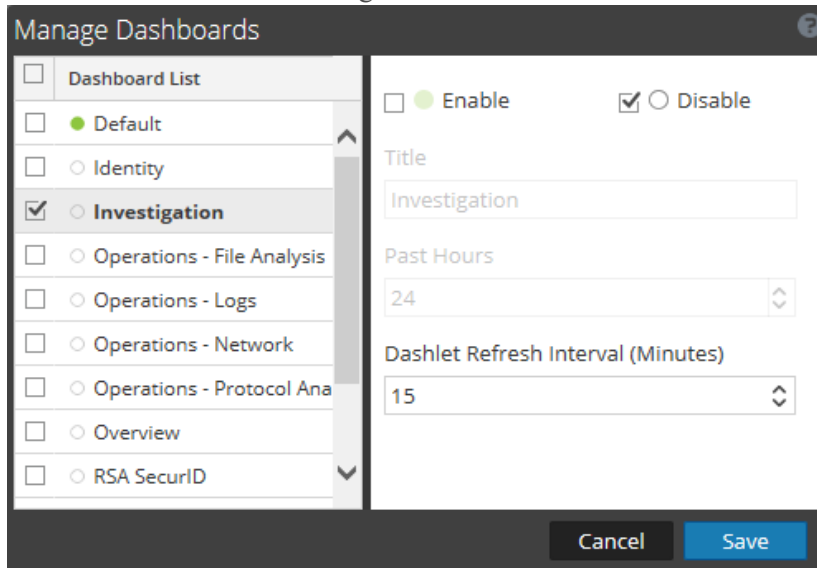 Manage Dashboards
?
Dashboard List
Default
Identity
Investigation
Operations - File Analysis
Operations - Logs
Operations - Network
Operations - Protocol Ana
Overview
RSA SecurID
Enable
Disable
Title
Investigation
Past Hours
24
Dashlet Refresh Interval (Minutes)
15
Cancel
Save